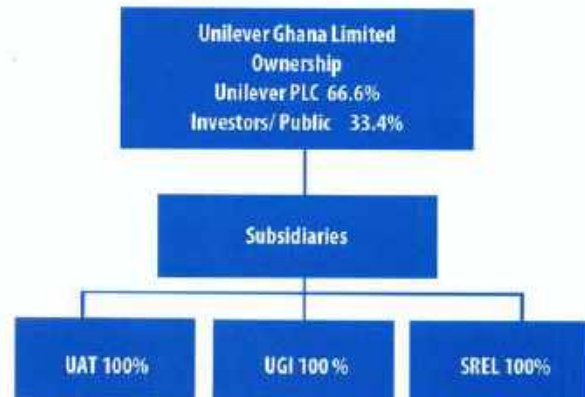 Unilever Ghana Limited
Ownership
Unilever PLC 66.6%
Investors/ Public 33.4%
Subsidiaries
UAT 100%
UGI 100 %
SREL 100%